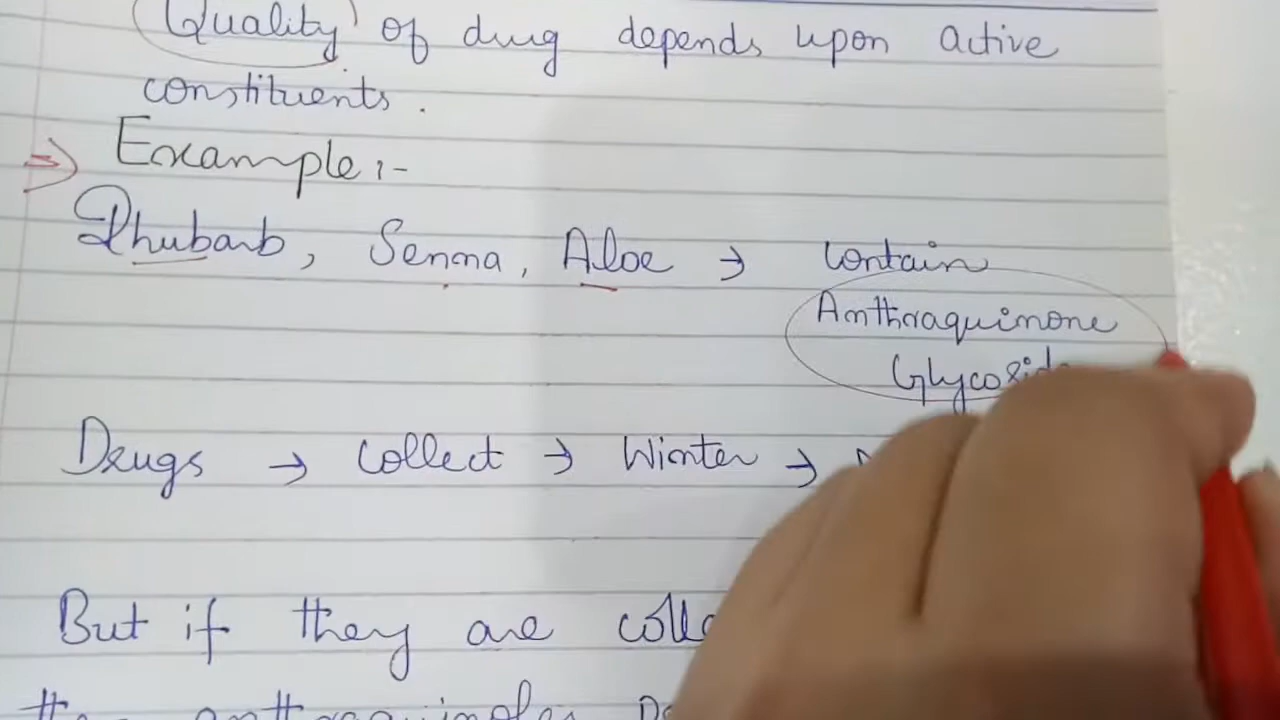 Quality of drug depends upon active
constituents.
Example:-
Rhubarb, Senna, Aloe → contain
Anthraquinone
Drugs → collect → Winter →
But if they are